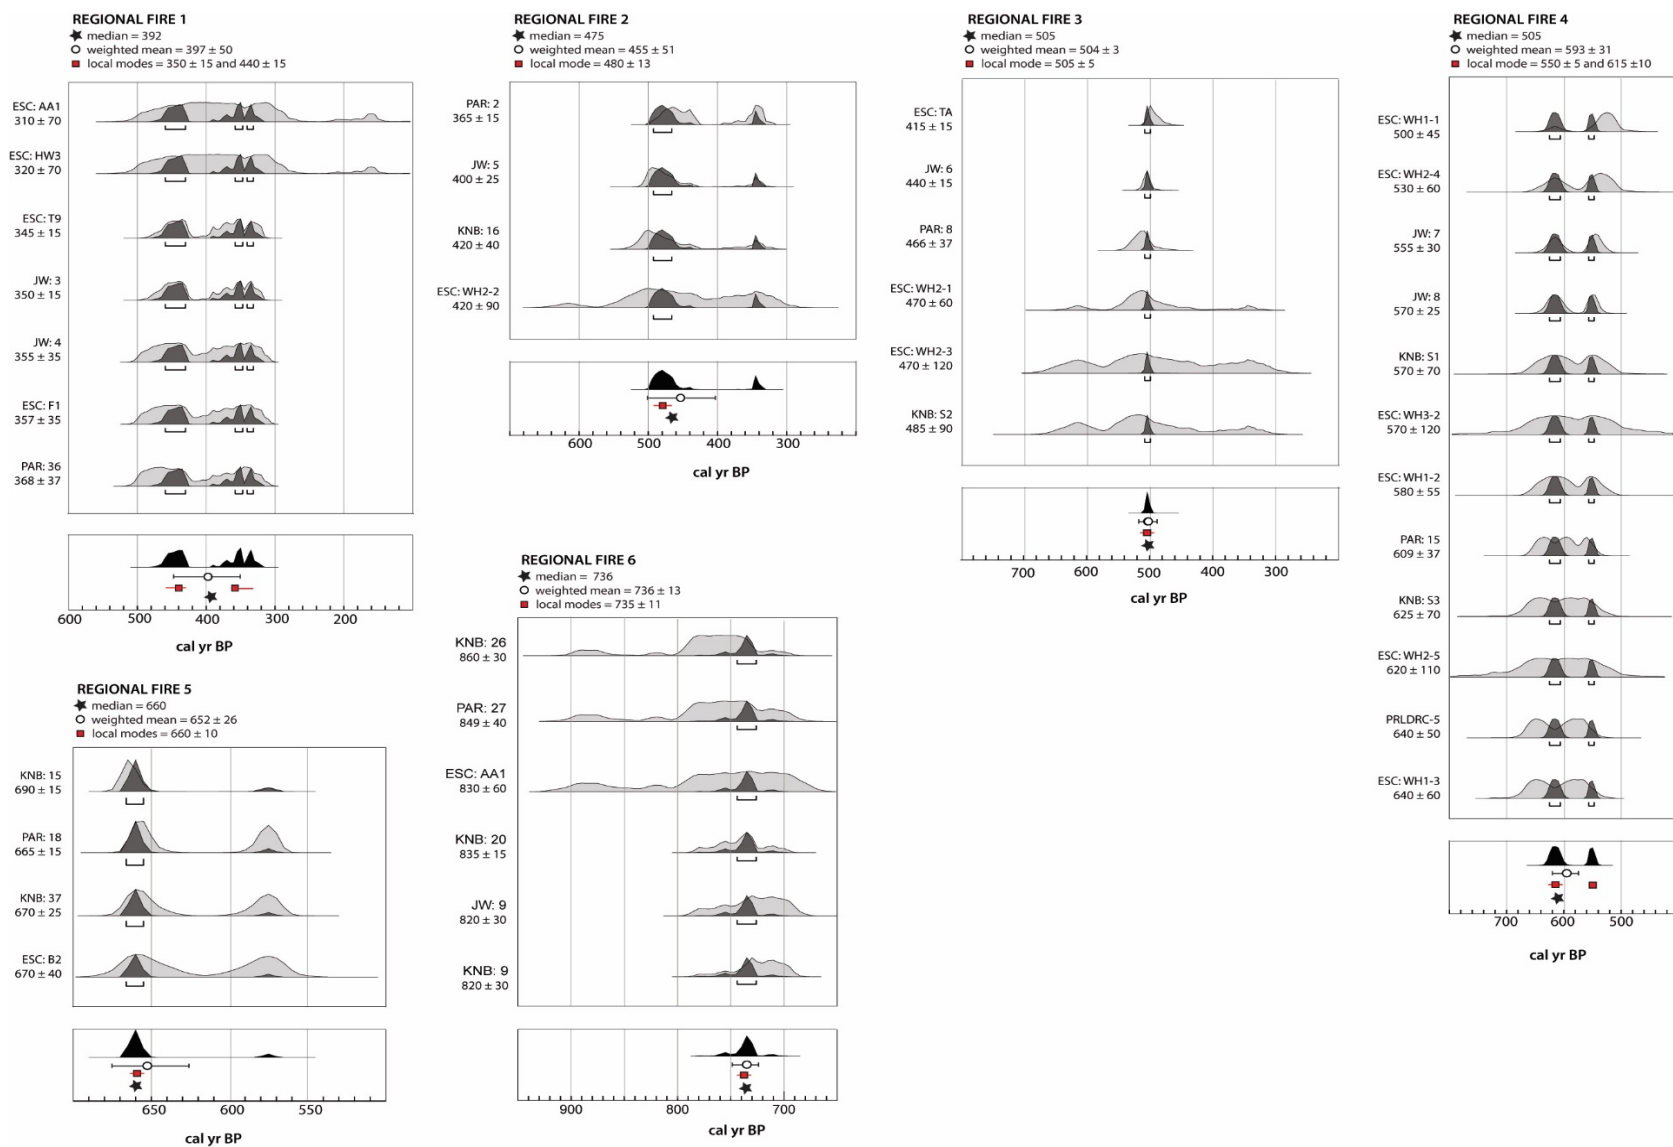 REGIONAL FIRE 1
median = 392
weighted mean = 397 ± 50
local modes = 350 ± 15 and 440 ± 15
ESC: AA1
310 ± 70
ESC: HW3
320 ± 70
ESC: T9
345 ± 15
JW: 3
350 ± 15
JW: 4
355 ± 35
ESC: F1
357 ± 35
PAR: 36
368 ± 37
600 500 400 300 200
cal yr BP
REGIONAL FIRE 2
median = 475
weighted mean = 455 ± 51
local mode = 480 ± 13
PAR: 2
365 ± 15
JW: 5
400 ± 25
KNB: 16
420 ± 40
ESC: WH2-2
420 ± 90
600 500 400 300
cal yr BP
REGIONAL FIRE 3
median = 505
weighted mean = 504 ± 3
local mode = 505 ± 5
ESC: TA
415 ± 15
JW: 6
440 ± 15
PAR: 8
466 ± 37
ESC: WH2-1
470 ± 60
ESC: WH2-3
470 ± 120
KNB: S2
485 ± 90
700 600 500 400 300
cal yr BP
REGIONAL FIRE 4
median = 505
weighted mean = 593 ± 31
local mode = 550 ± 5 and 615 ±10
ESC: WH1-1
500 ± 45
ESC: WH2-4
530 ± 60
JW: 7
555 ± 30
JW: 8
570 ± 25
KNB: S1
570 ± 70
ESC: WH3-2
570 ± 120
ESC: WH1-2
580 ± 55
PAR: 15
609 ± 37
KNB: S3
625 ± 70
ESC: WH2-5
620 ± 110
PRLDRC-5
640 ± 50
ESC: WH1-3
640 ± 60
700 600 500
cal yr BP
REGIONAL FIRE 5
median = 660
weighted mean = 652 ± 26
local modes = 660 ± 10
KNB: 15
690 ± 15
PAR: 18
665 ± 15
KNB: 37
670 ± 25
ESC: B2
670 ± 40
650 600 550
cal yr BP
REGIONAL FIRE 6
median = 736
weighted mean = 736 ± 13
local modes = 735 ± 11
KNB: 26
860 ± 30
PAR: 27
849 ± 40
ESC: AA1
830 ± 60
KNB: 20
835 ± 15
JW: 9
820 ± 30
KNB: 9
820 ± 30
900 800 700
cal yr BP